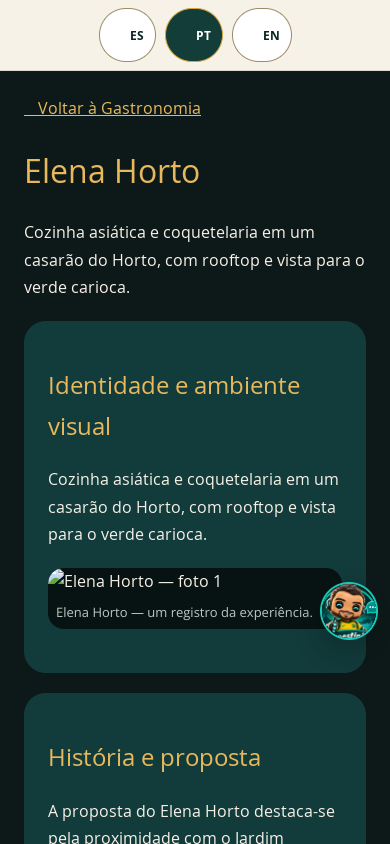 ES
PT
EN
Voltar à Gastronomia
Elena Horto
Cozinha asiática e coquetelaria em um
casarão do Horto, com rooftop e vista para o
verde carioca.
Identidade e ambiente
visual
Cozinha asiática e coquetelaria em um
casarão do Horto, com rooftop e vista
para o verde carioca.
Elena Horto — foto 1
Elena Horto — um registro da experiência.
História e proposta
A proposta do Elena Horto destaca-se
pela proximidade com o Jardim